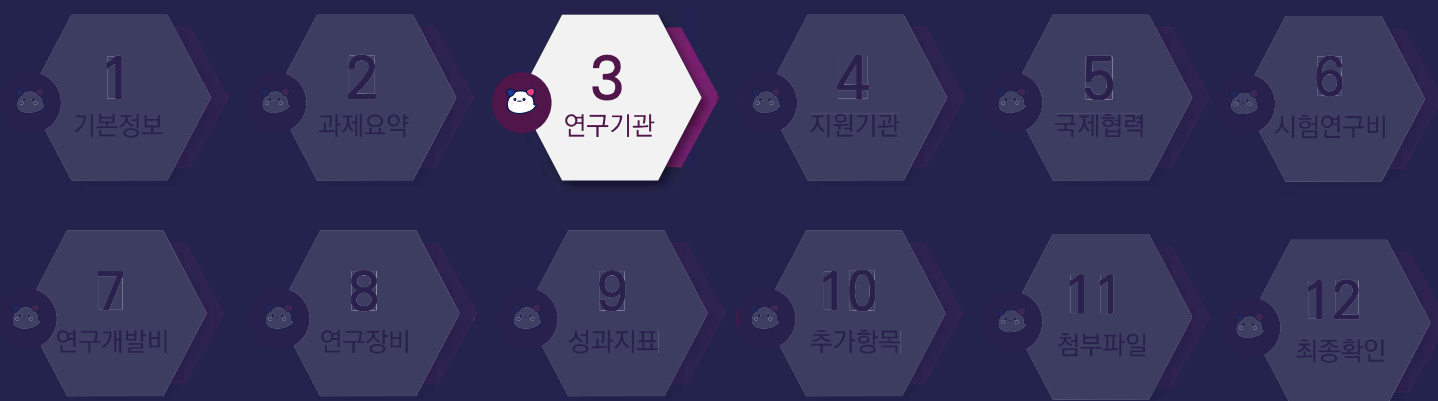 1
기본정보
2
과제요약
3
연구기관
4
지원기관
5
국제협력
6
시험연구비
7
연구개발비
8
연구장비
9
성과지표
10
추가항목
11
첨부파일
12
최종확인